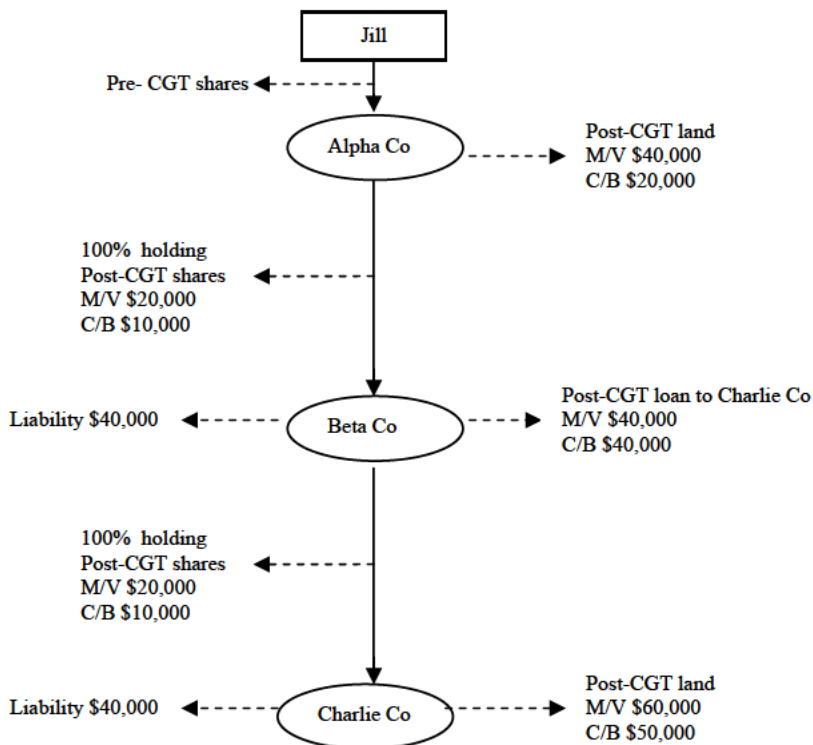 Jill
Pre- CGT shares
Alpha Co
Post-CGT land
M/V $40,000
C/B $20,000
100% holding
Post-CGT shares
M/V $20,000
C/B $10,000
Liability $40,000
Beta Co
Post-CGT loan to Charlie Co
M/V $40,000
C/B $40,000
100% holding
Post-CGT shares
M/V $20,000
C/B $10,000
Liability $40,000
Charlie Co
Post-CGT land
M/V $60,000
C/B $50,000